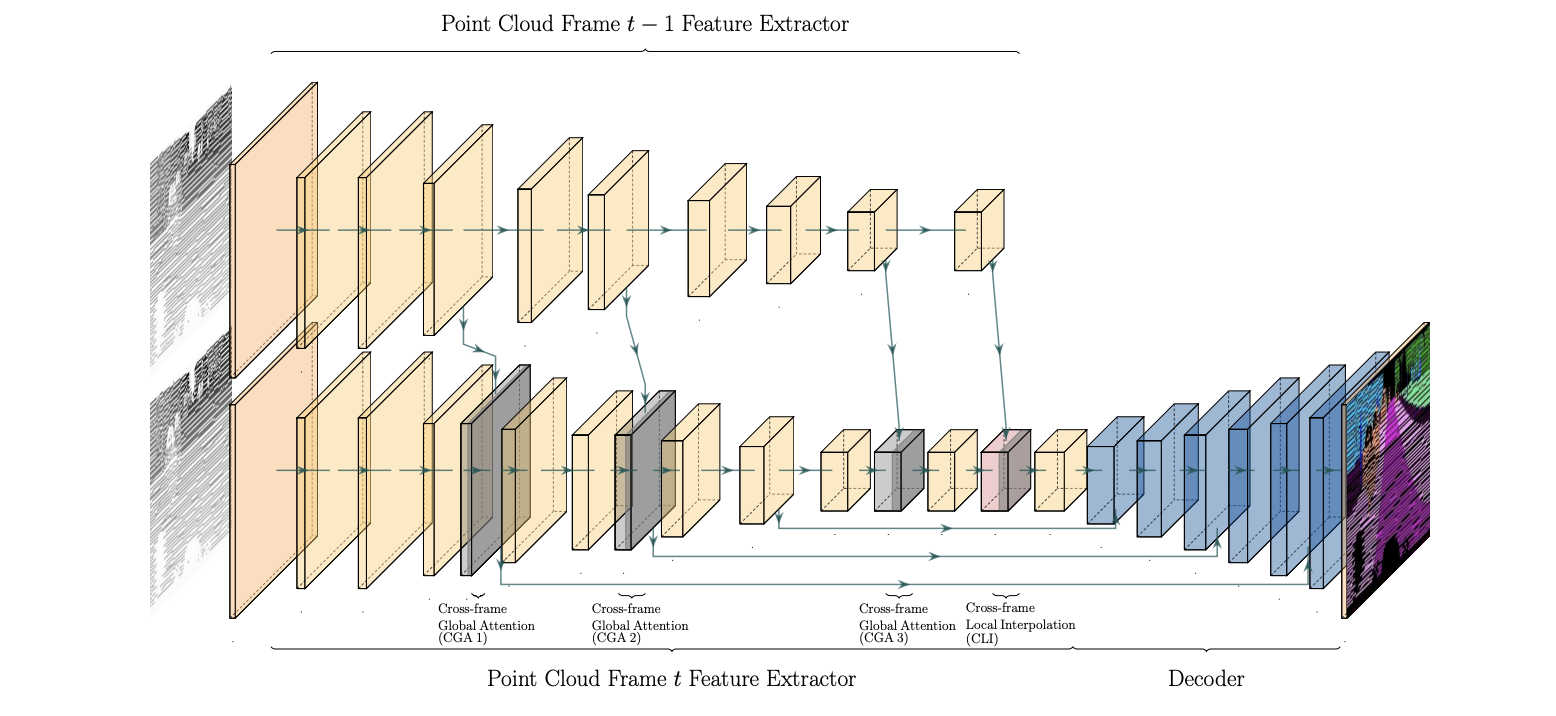 Point Cloud Frame t − 1 Feature Extractor
Cross-frame
Global Attention
(CGA 1)
Cross-frame
Global Attention
(CGA 2)
Cross-frame
Global Attention
(CGA 3)
Cross-frame
Local Interpolation
(CLI)
Point Cloud Frame t Feature Extractor
Decoder